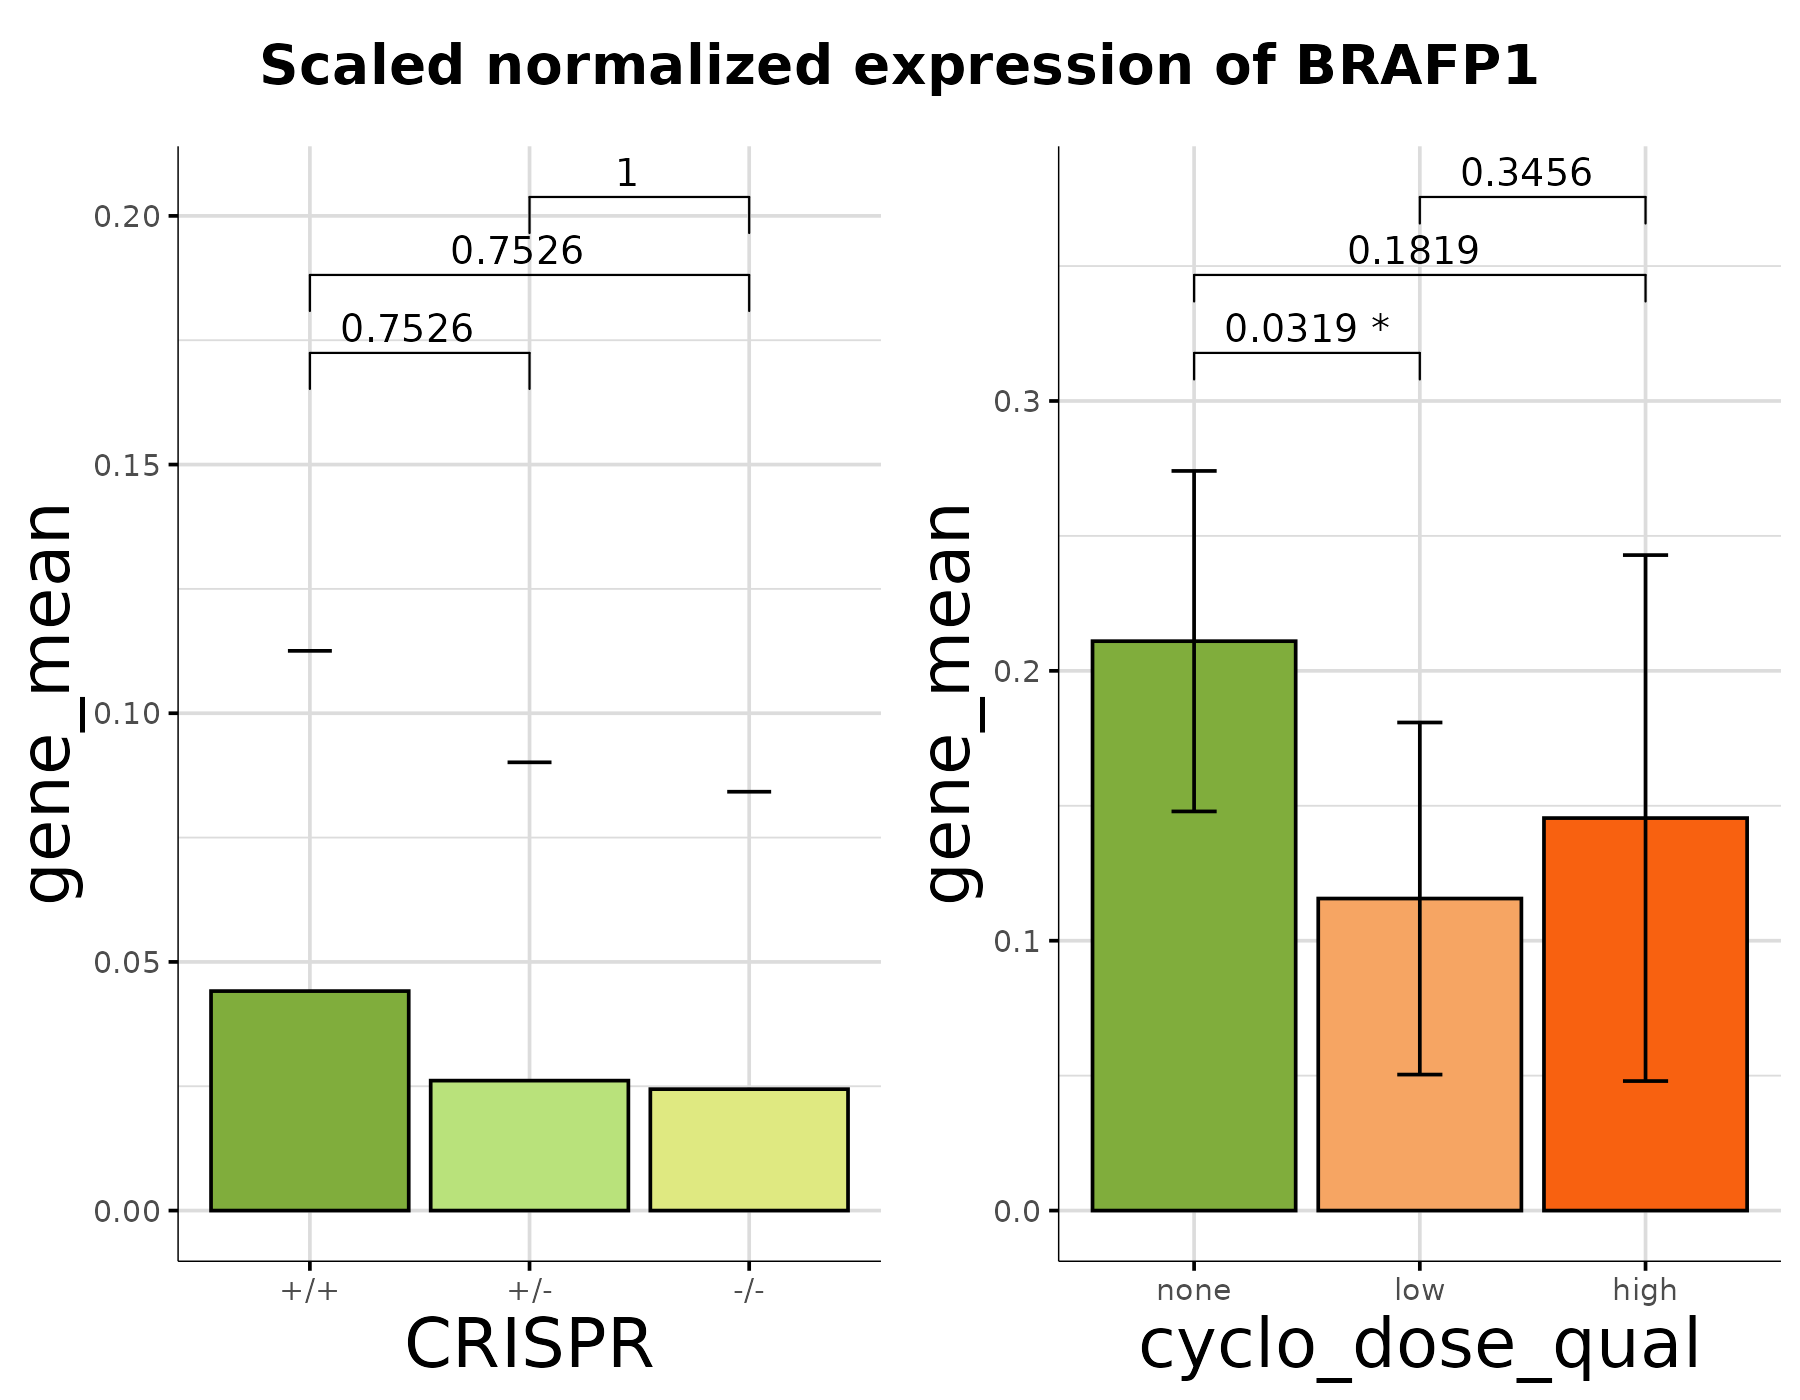 Scaled normalized expression of BRAFP1
1
0.7526
0.7526
0.20
0.15
0.10
0.05
0.00
gene_mean
+/+ +/- -/-
CRISPR
0.3456
0.1819
0.0319 *
0.3
0.2
0.1
0.0
gene_mean
none low high
cyclo_dose_qual